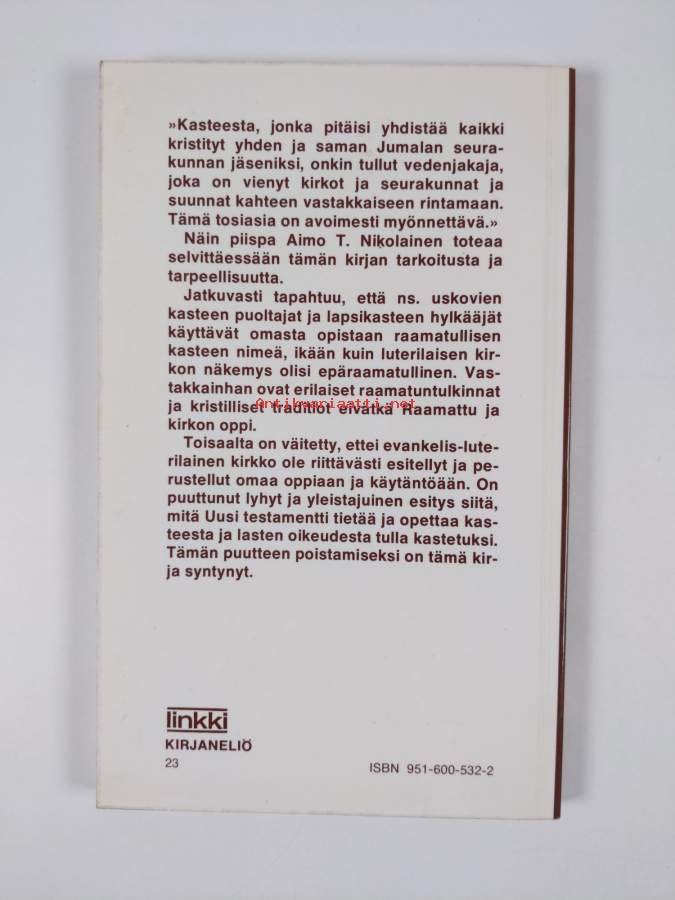 »Kasteesta, jonka pitäisi yhdistää kaikki
kristityt yhden ja saman Jumalan seura-
kunnan jäseniksi, onkin tullut vedenjakaja,
joka on vienyt kirkot ja seurakunnat ja
suunnat kahteen vastakkaiseen rintamaan.
Tämä tosiasia on avoimesti myönnettävä.»
Näin piispa Aimo T. Nikolainen toteaa
selvittäessään tämän kirjan tarkoitusta ja
tarpeellisuutta.
Jatkuvasti tapahtuu, että ns. uskovien
kasteen puoltajat ja lapsikasteen hylkääjät
käyttävät omasta opistaan raamatullisen
kasteen nimeä, ikään kuin luterilaisen kir-
kon näkemys olisi epäraamatullinen. Vas-
takkainhan ovat erilaiset raamatuntulkinnat
ja kristilliset traditiot eivätkä Raamattu ja
Antikvariaatti.net
kirkon oppi.
Toisaalta on väitetty, ettei evankelis-lute-
rilainen kirkko ole riittävästi esitellyt ja pe-
rustellut omaa oppiaan ja käytäntöään. On
puuttunut lyhyt ja yleistajuinen esitys siitä,
mitä Uusi testamentti tietää ja opettaa kas-
teesta ja lasten oikeudesta tulla kastetuksi.
Tämän puutteen poistamiseksi on tämä kir-
ja syntynyt.
linkki
KIRJANELIÖ
23
ISBN 951-600-532-2